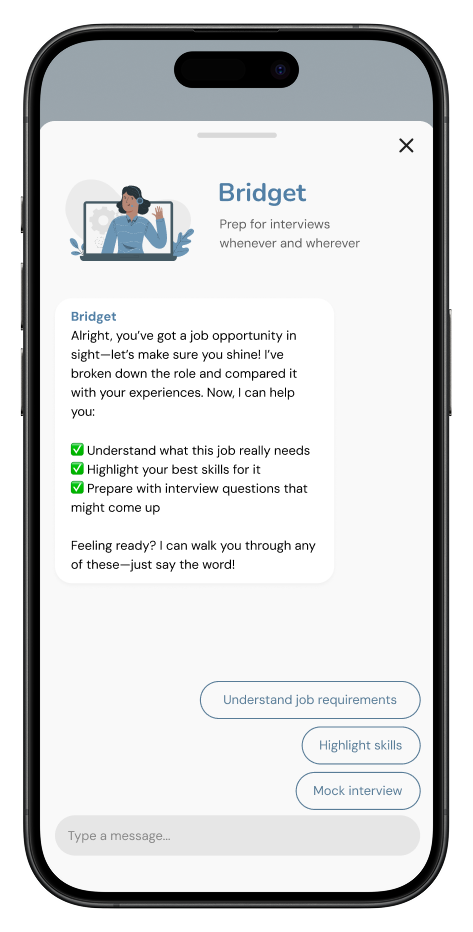 Bridget
Prep for interviews
whenever and wherever
Bridget
Alright, you’ve got a job opportunity in
sight—let’s make sure you shine! I’ve
broken down the role and compared it
with your experiences. Now, I can help
you:
✅ Understand what this job really needs
✅ Highlight your best skills for it
✅ Prepare with interview questions that
might come up
Feeling ready? I can walk you through any
of these—just say the word!
Understand job requirements
Highlight skills
Mock interview
Type a message...